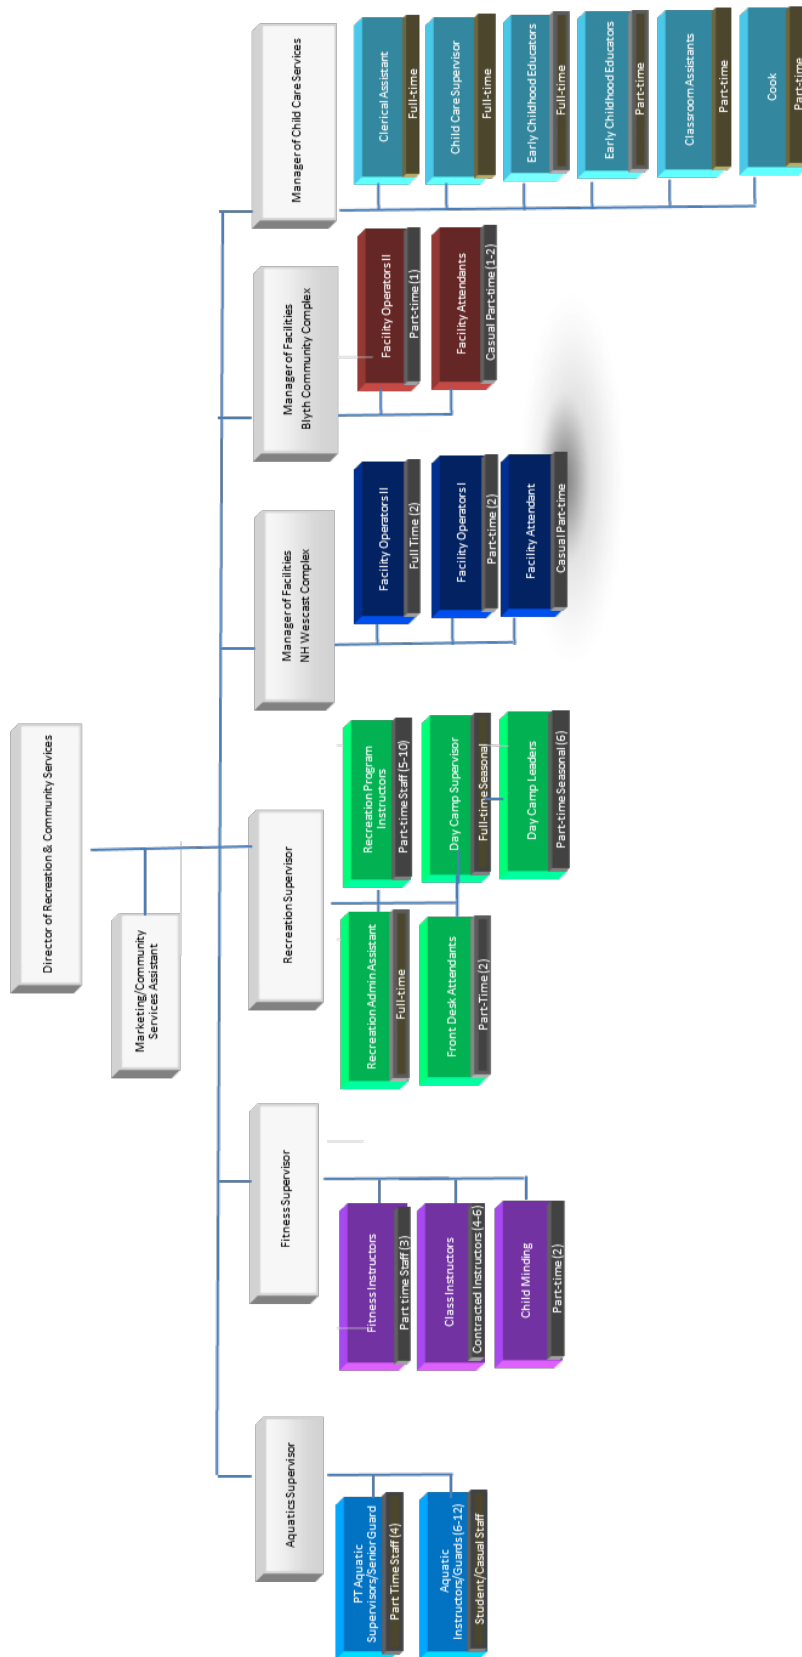 Director of Recreation & Community Services
Marketing/Community
Services Assistant
Aquatics Supervisor
PT Aquatic
Supervisors/Senior Guard
Part Time Staff (4)
Aquatic
Instructors/Guards (6-12)
Student/Casual Staff
Fitness Supervisor
Fitness Instructors
Part time Staff (3)
Class Instructors
Contracted Instructors (4-6)
Child Minding
Part-time (2)
Recreation Supervisor
Recreation Admin Assistant
Full-time
Front Desk Attendants
Part-Time (2)
Recreation Program
Instructors
Part-time Staff (5-10)
Day Camp Supervisor
Full-time Seasonal
Day Camp Leaders
Part-time Seasonal (6)
Manager of Facilities
NH Wescast Complex
Facility Operators II
Full Time (2)
Facility Operators I
Part-time (2)
Facility Attendant
Casual Part-time
Manager of Facilities
Blyth Community Complex
Facility Operators II
Part-time (1)
Facility Attendants
Casual Part-time (1-2)
Manager of Child Care Services
Clerical Assistant
Full-time
Child Care Supervisor
Full-time
Early Childhood Educators
Full-time
Early Childhood Educators
Part-time
Classroom Assistants
Part-time
Cook
Part-time